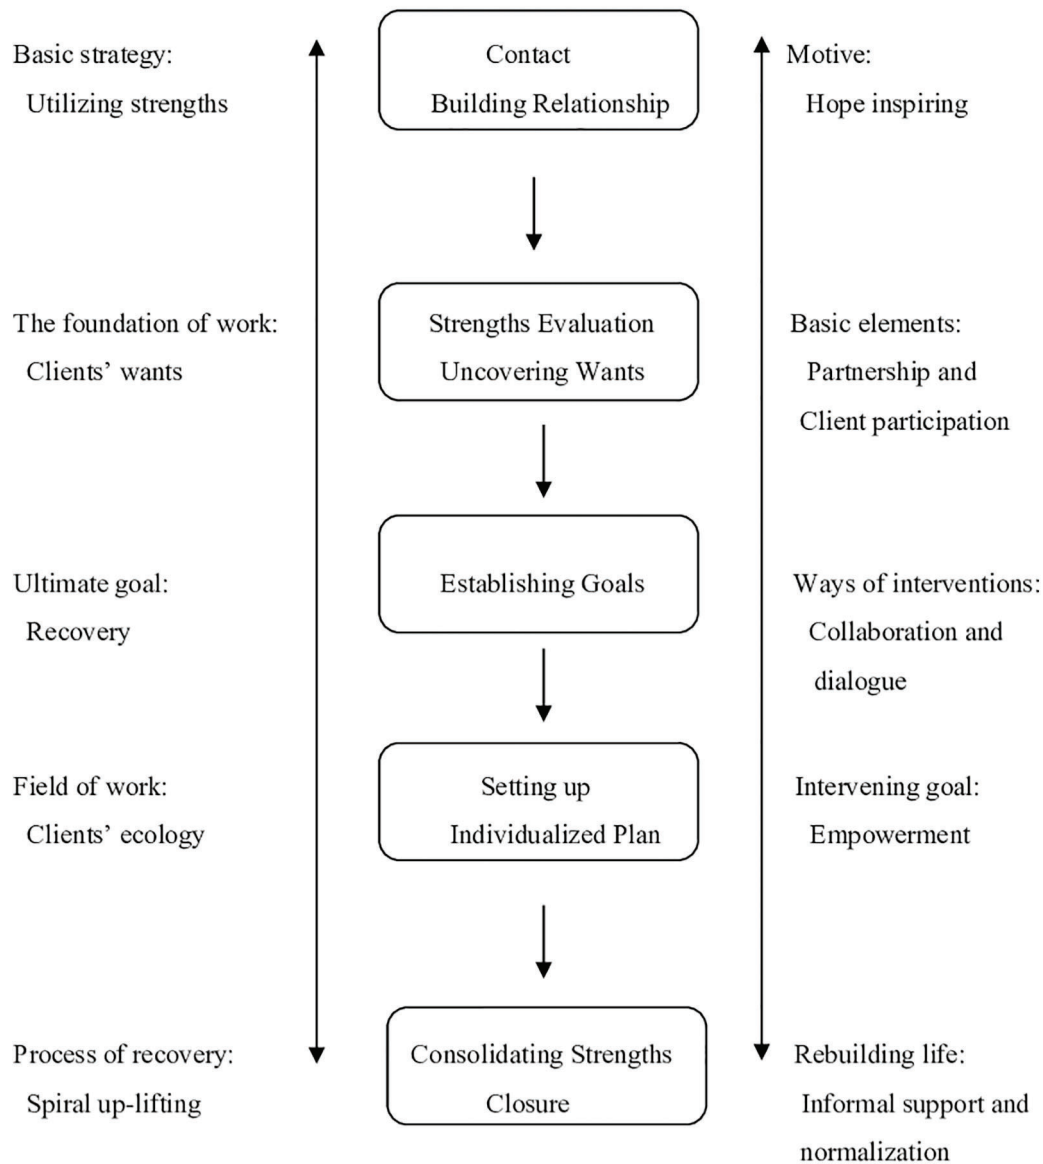 Basic strategy:
Utilizing strengths
Contact
Building Relationship
Motive:
Hope inspiring
The foundation of work:
Clients’ wants
Strengths Evaluation
Uncovering Wants
Basic elements:
Partnership and
Client participation
Ultimate goal:
Recovery
Establishing Goals
Ways of interventions:
Collaboration and
dialogue
Field of work:
Clients’ ecology
Setting up
Individualized Plan
Intervening goal:
Empowerment
Process of recovery:
Spiral up-lifting
Consolidating Strengths
Closure
Rebuilding life:
Informal support and
normalization